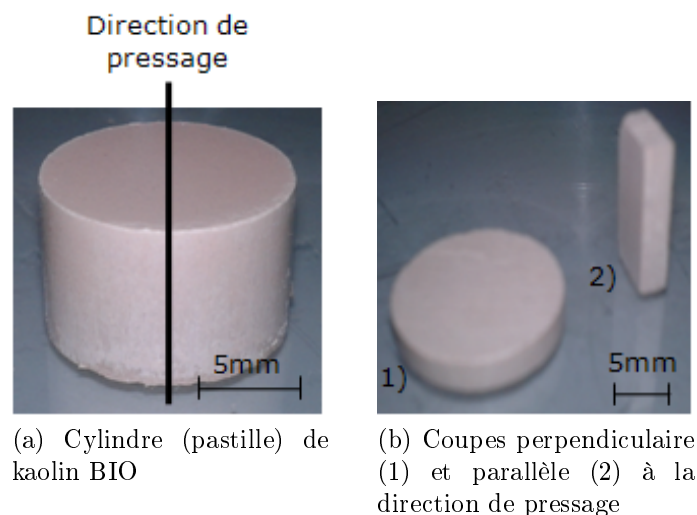 Direction de
pressage
5mm
(a) Cylindre (pastille) de
kaolin BIO
2)
5mm
1)
(b) Coupes perpendiculaire
(1) et parallèle (2) à la
direction de pressage